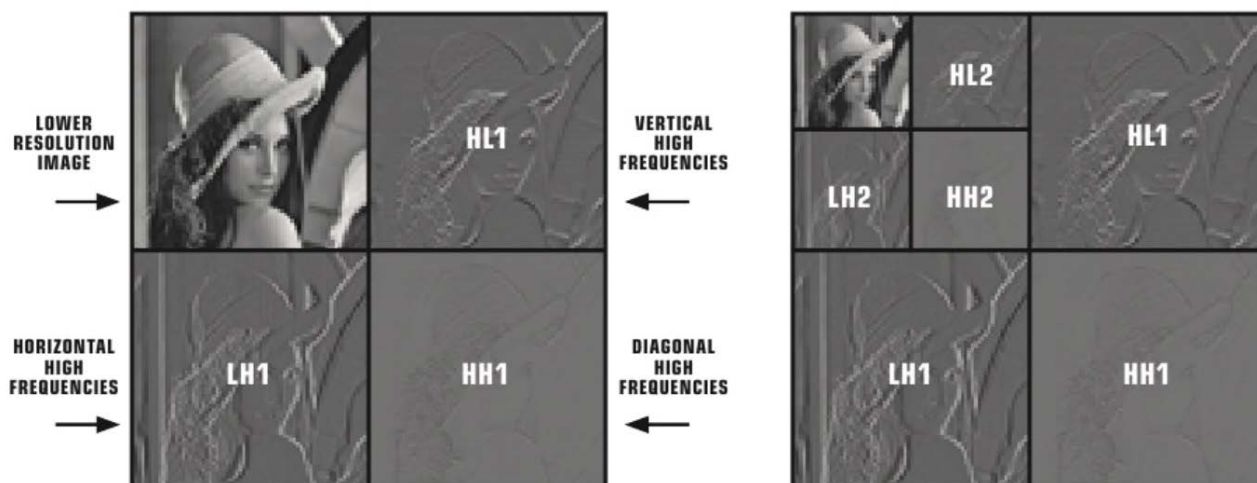 LOWER
RESOLUTION
IMAGE
HL1
VERTICAL
HIGH
FREQUENCIES
HORIZONTAL
HIGH
FREQUENCIES
LH1
HH1
DIAGONAL
HIGH
FREQUENCIES
HL2
HL1
LH2
HH2
LH1
HH1